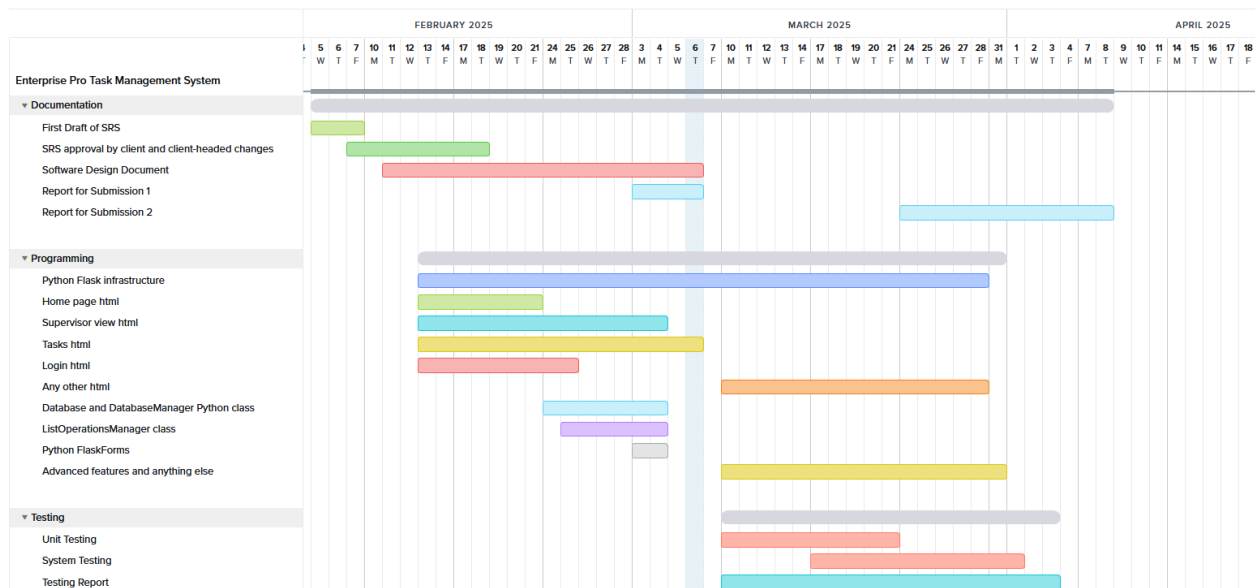 FEBRUARY 2025 MARCH 2025 APRIL 2025
5 6 7 10 11 12 13 14 17 18 19 20 21 24 25 26 27 28 3 4 5 6 7 10 11 12 13 14 17 18 19 20 21 24 25 26 27 28 31 1 2 3 4 7 8 9 10 11 14 15 16 17 18
W T F M T W T F M T W T F M T W T F M T W T F M T W T F M T W T F M T W T F M T W T F M T W T F M T W T F
Enterprise Pro Task Management System
Documentation
First Draft of SRS
SRS approval by client and client-headed changes
Software Design Document
Report for Submission 1
Report for Submission 2
Programming
Python Flask infrastructure
Home page html
Supervisor view html
Tasks html
Login html
Any other html
Database and DatabaseManager Python class
ListOperationsManager class
Python FlaskForms
Advanced features and anything else
Testing
Unit Testing
System Testing
Testing Report